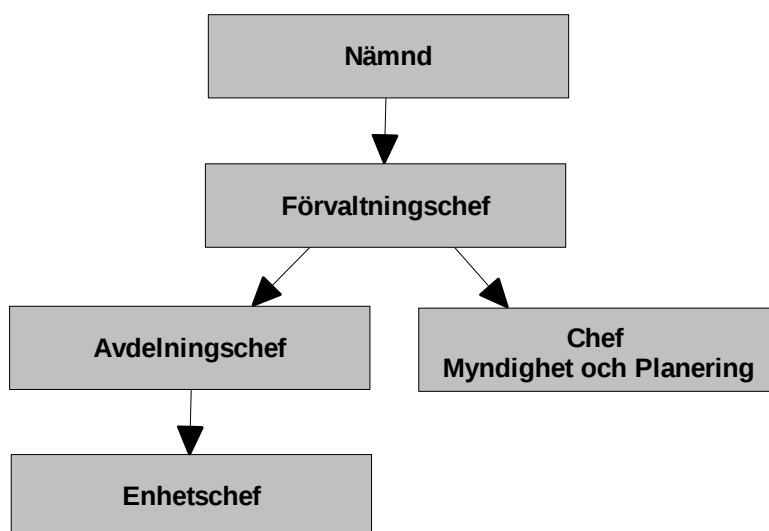 Nämnd
Förvaltningschef
Avdelningschef
Chef
Myndighet och Planering
Enhetschef